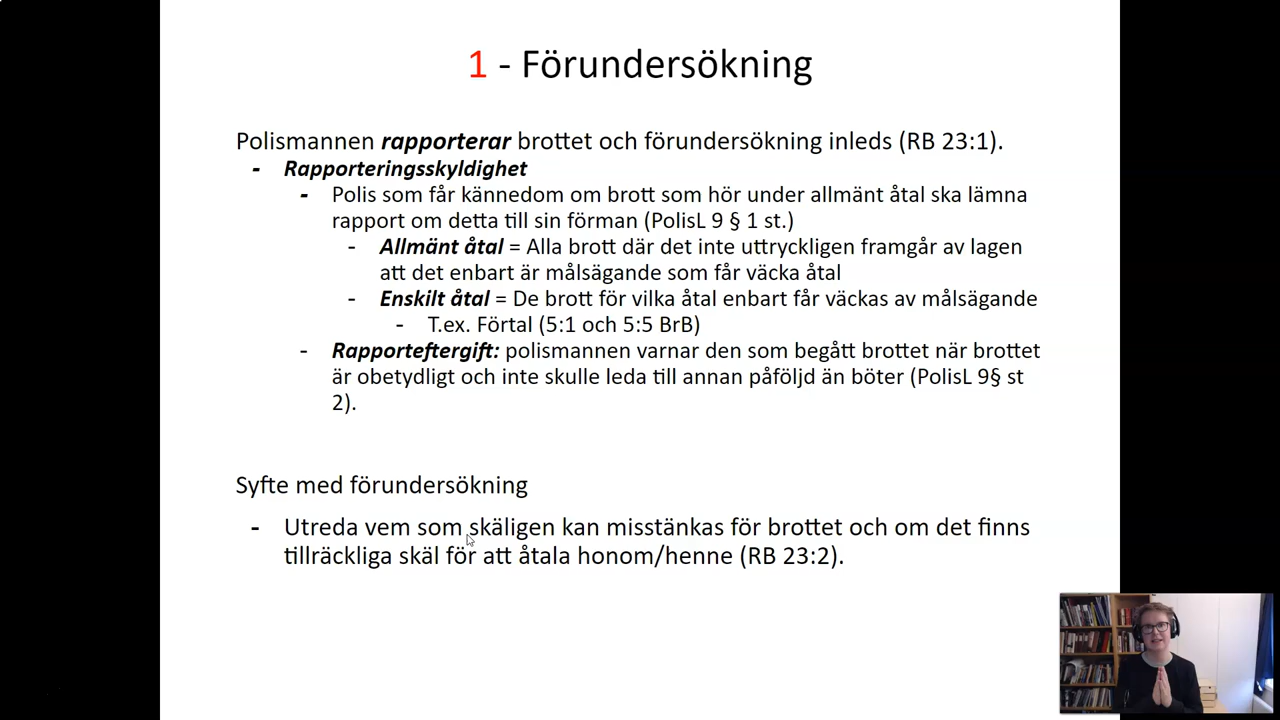 1 - Förundersökning
Polismannen rapporterar brottet och förundersökning inleds (RB 23:1).
- Rapporteringsskyldighet
- Polis som får kännedom om brott som hör under allmänt åtal ska lämna
rapport om detta till sin förman (PolisL 9 § 1 st.)
- Allmänt åtal = Alla brott där det inte uttryckligen framgår av lagen
att det enbart är målsägande som får väcka åtal
- Enskilt åtal = De brott för vilka åtal enbart får väckas av målsägande
- T.ex. Förtal (5:1 och 5:5 BrB)
- Rapporteftergift: polismannen varnar den som begått brottet när brottet
är obetydligt och inte skulle leda till annan påföljd än böter (PolisL 9§ st
2).
Syfte med förundersökning
- Utreda vem som skäligen kan misstänkas för brottet och om det finns
tillräckliga skäl för att åtala honom/henne (RB 23:2).